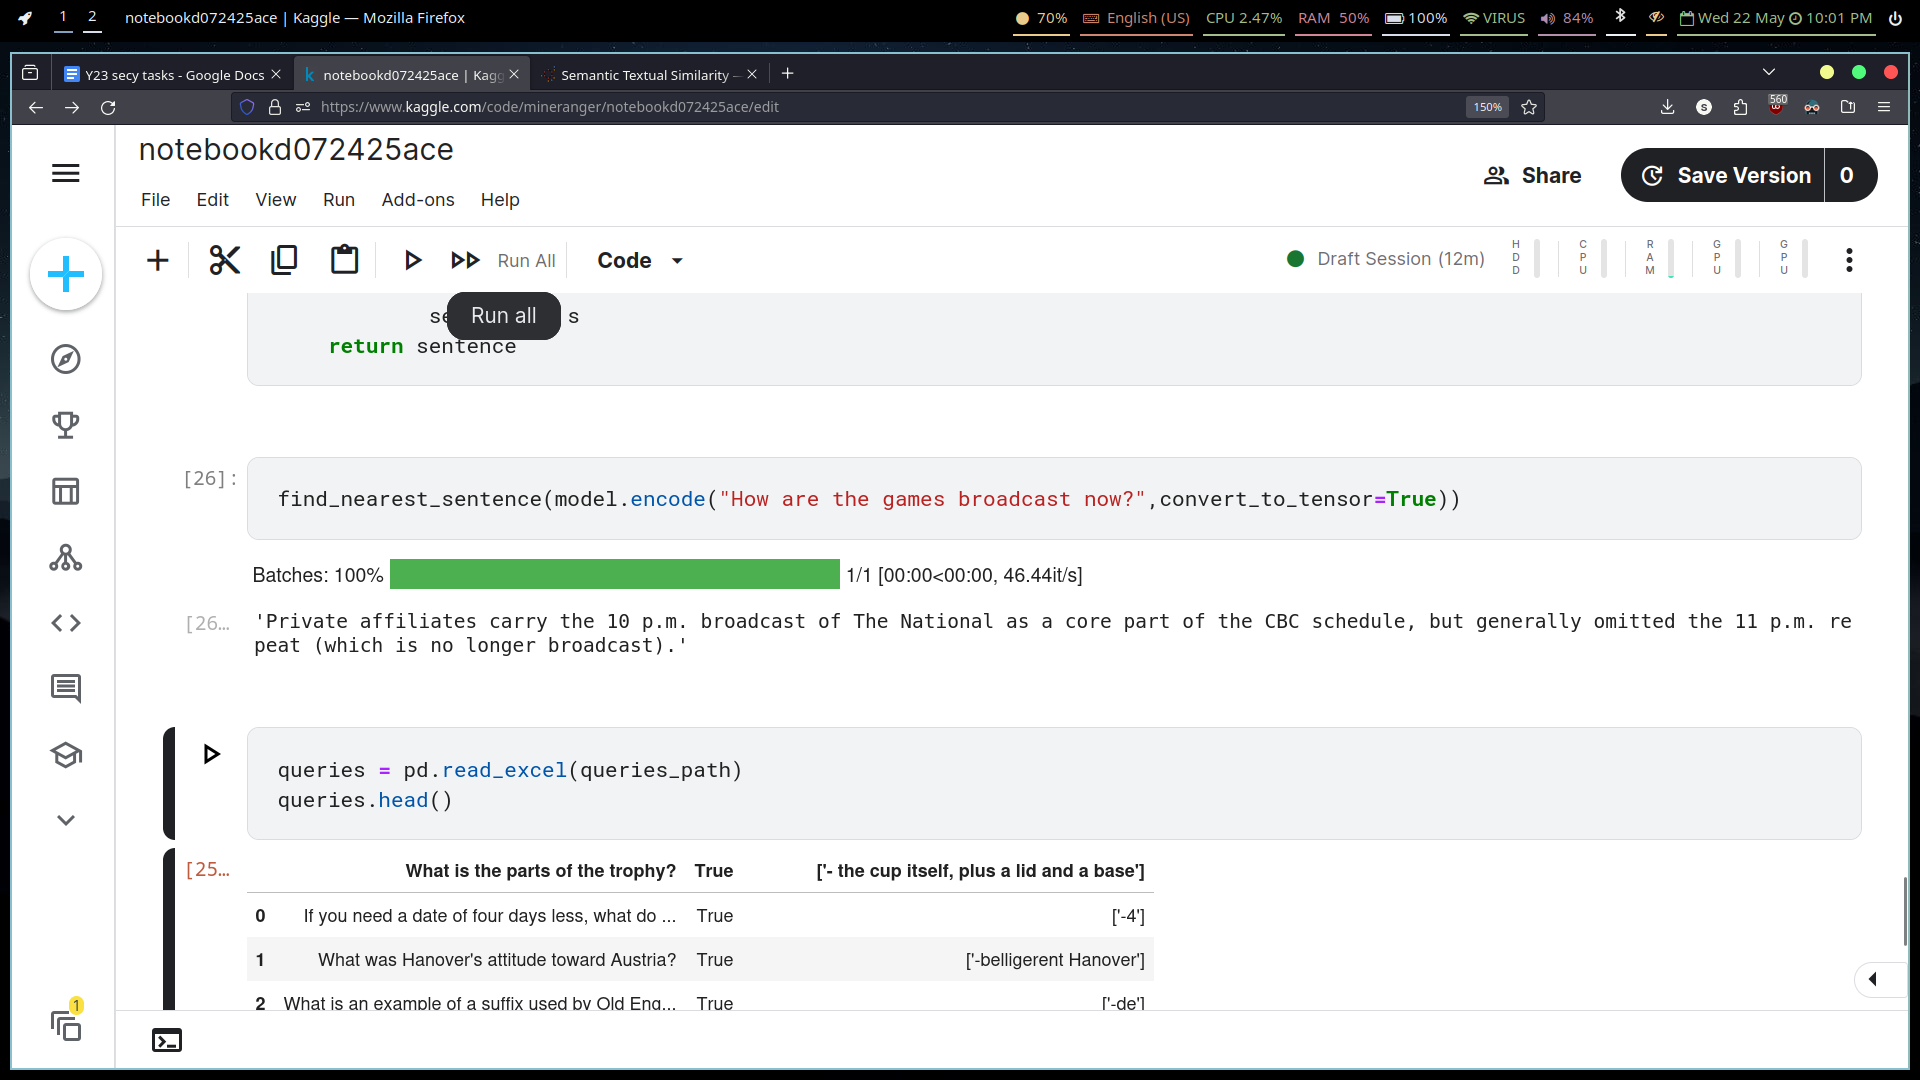 1 2 notebookd072425ace | Kaggle — Mozilla Firefox 70% English (US) CPU 2.47% RAM 50% 100% VIRUS 84% Wed 22 May 10:01 PM
Y23 secy tasks - Google Docs notebookd072425ace | Kagg Semantic Textual Similarity —
https://www.kaggle.com/code/mineranger/notebookd072425ace/edit 150% S 560
notebookd072425ace
Share Save Version 0
File Edit View Run Add-ons Help
Run All Code Draft Session (12m) HDD CPU RAM GPU GPU
Run all
se s
return sentence
[26]:
find_nearest_sentence(model.encode("How are the games broadcast now?",convert_to_tensor=True))
Batches: 100% 1/1 [00:00<00:00, 46.44it/s]
[26…
'Private affiliates carry the 10 p.m. broadcast of The National as a core part of the CBC schedule, but generally omitted the 11 p.m. re
peat (which is no longer broadcast).'
queries = pd.read_excel(queries_path)
queries.head()
[25…
What is the parts of the trophy? True ['- the cup itself, plus a lid and a base']
0 If you need a date of four days less, what do ... True ['-4']
1 What was Hanover's attitude toward Austria? True ['-belligerent Hanover']
2 What is an example of a suffix used by Old Eng... True ['-de']
1